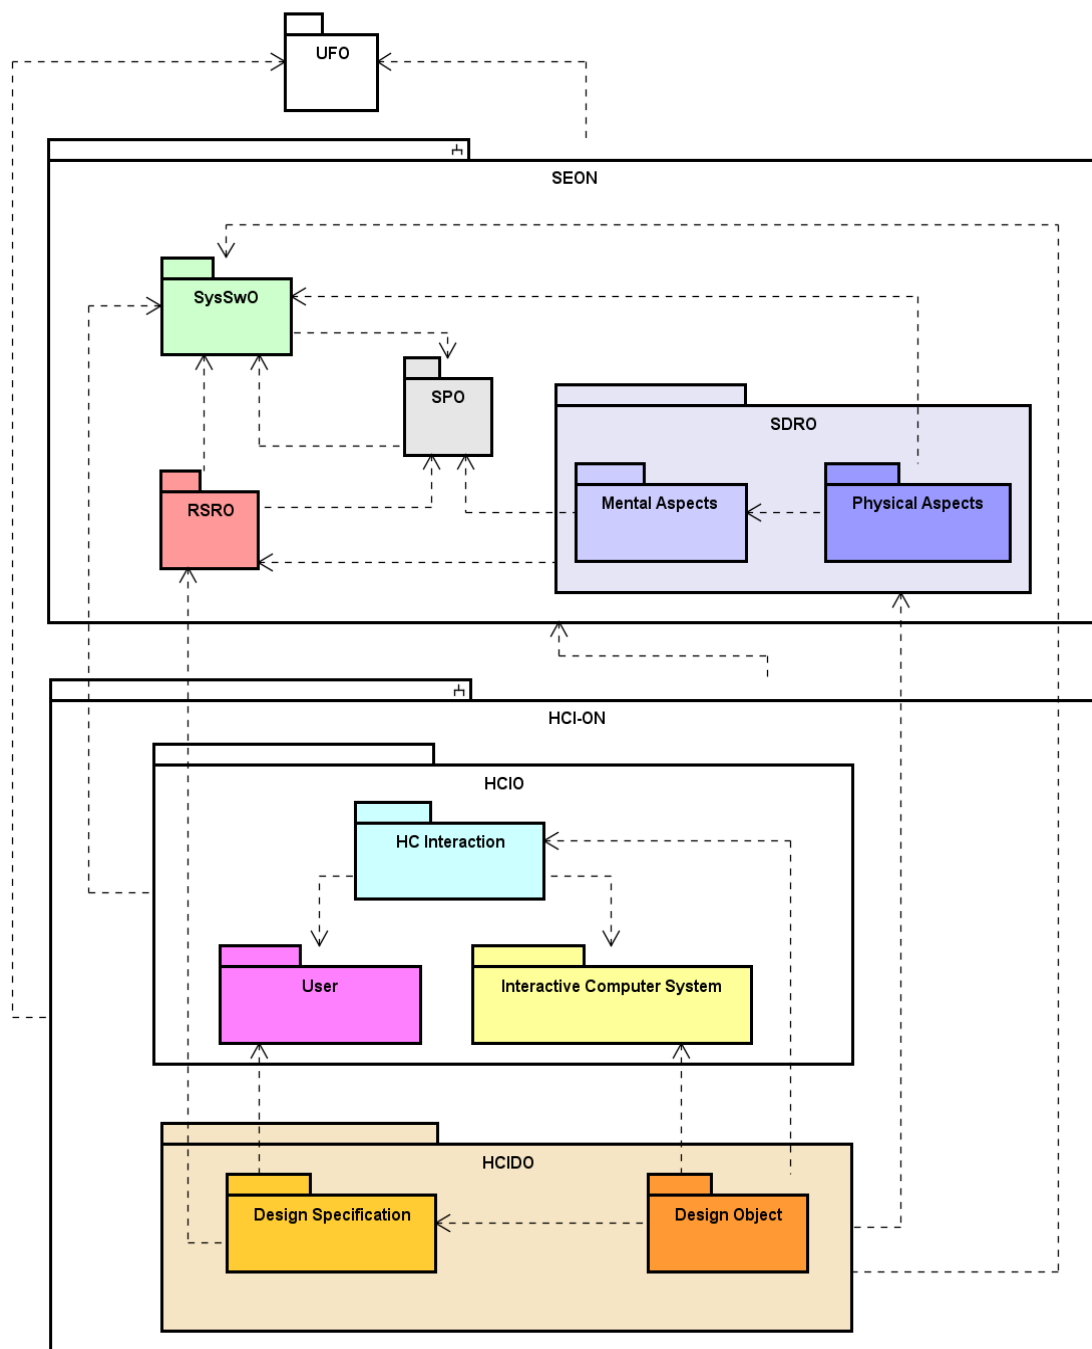 UFO
SEON
SysSwO
SPO
SDRO
Mental Aspects
Physical Aspects
RSRO
HCI-ON
HCIO
HC Interaction
User
Interactive Computer System
HCIDO
Design Specification
Design Object